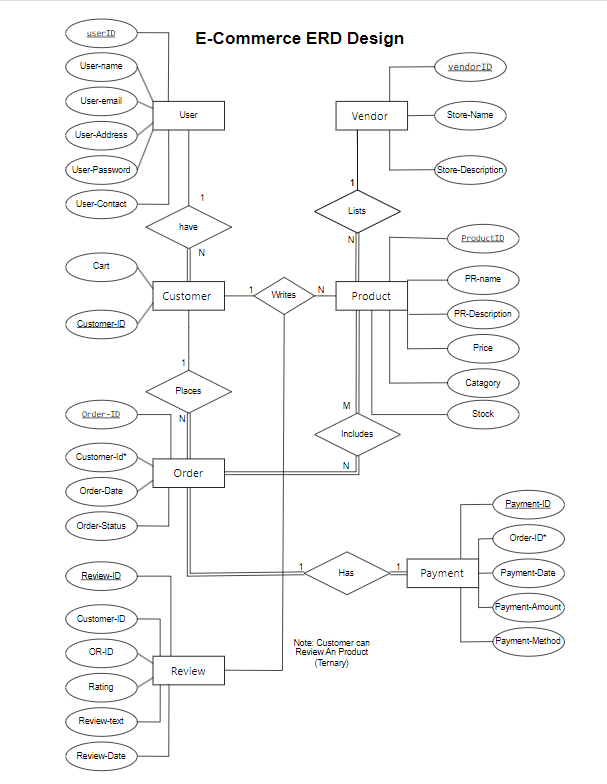 E-Commerce ERD Design
userID
User-name
User-email
User-Address
User-Password
User-Contact
User
Vendor
vendorID
Store-Name
Store-Description
1
have
N
1
Lists
N
Cart
Customer-ID
Customer
1
Writes
N
Product
ProductID
PR-name
PR-Description
Price
Catagory
Stock
1
Places
N
M
Includes
N
Order-ID
Customer-Id*
Order-Date
Order-Status
Order
1
Has
1
Payment
Payment-ID
Order-ID*
Payment-Date
Payment-Amount
Payment-Method
Review-ID
Customer-ID
OR-ID
Rating
Review-text
Review-Date
Review
Note: Customer can
Review An Product
(Ternary)